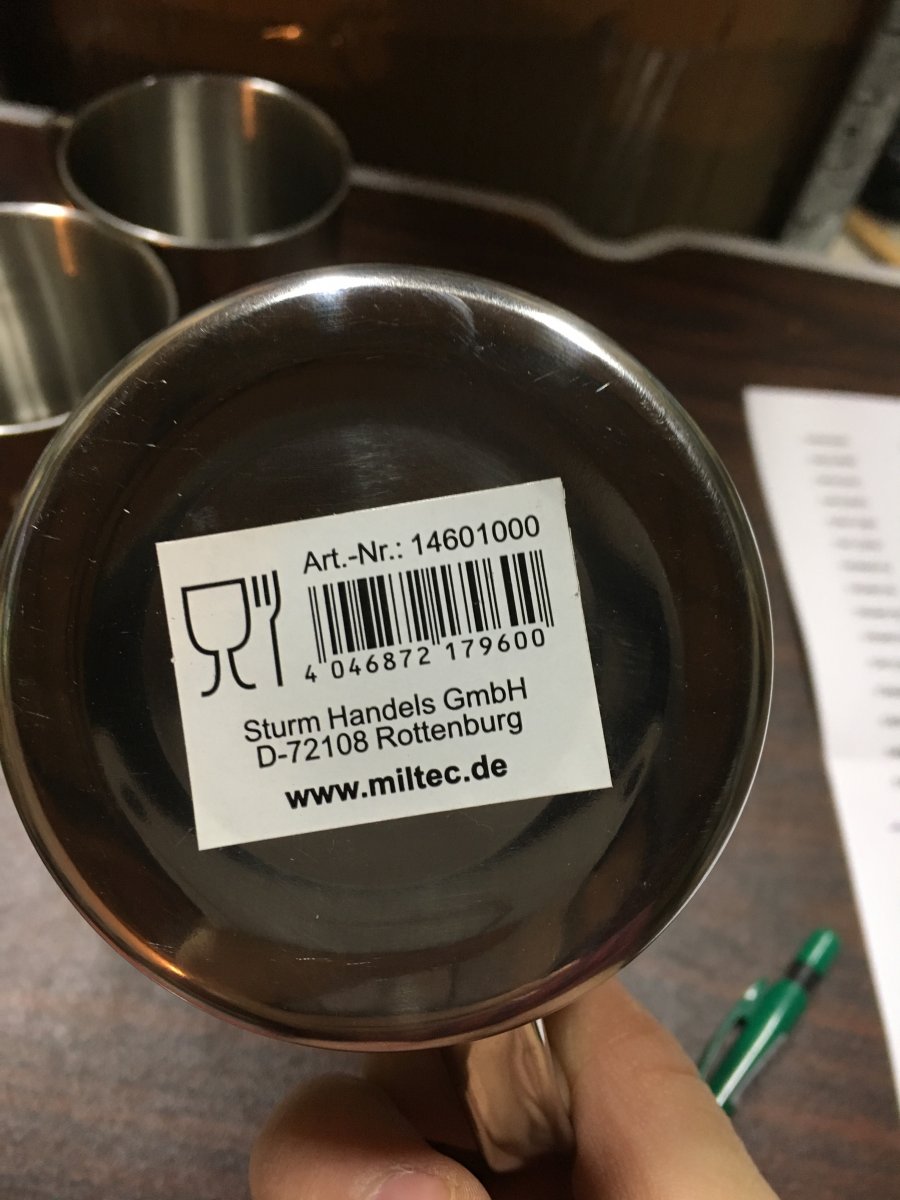 Art.-Nr.: 14601000
4 046872 179600
Sturm Handels GmbH
D-72108 Rottenburg
www.miltec.de